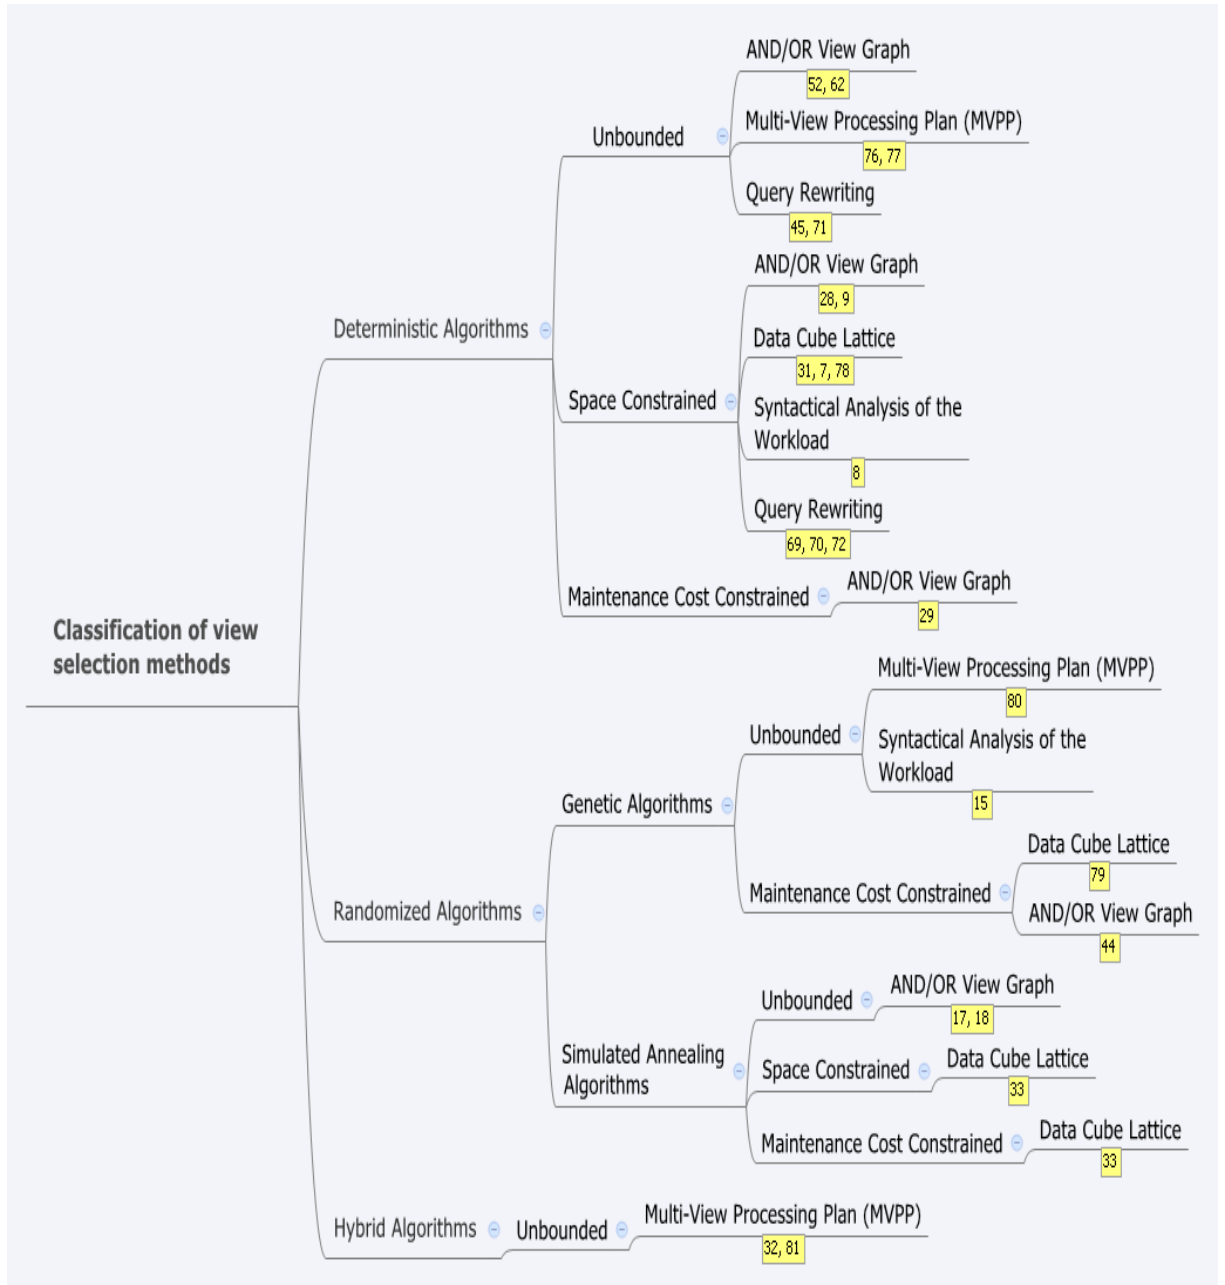 AND/OR View Graph
52, 62
Unbounded
Multi-View Processing Plan (MVPP)
76, 77
Query Rewriting
45, 71
AND/OR View Graph
28, 9
Deterministic Algorithms
Data Cube Lattice
31, 7, 78
Space Constrained
Syntactical Analysis of the
Workload
8
Query Rewriting
69, 70, 72
Maintenance Cost Constrained
AND/OR View Graph
29
Classification of view
selection methods
Multi-View Processing Plan (MVPP)
80
Unbounded
Syntactical Analysis of the
Workload
15
Genetic Algorithms
Data Cube Lattice
79
Maintenance Cost Constrained
AND/OR View Graph
44
Randomized Algorithms
Unbounded
AND/OR View Graph
17, 18
Simulated Annealing
Algorithms
Space Constrained
Data Cube Lattice
33
Maintenance Cost Constrained
Data Cube Lattice
33
Hybrid Algorithms
Unbounded
Multi-View Processing Plan (MVPP)
32, 81